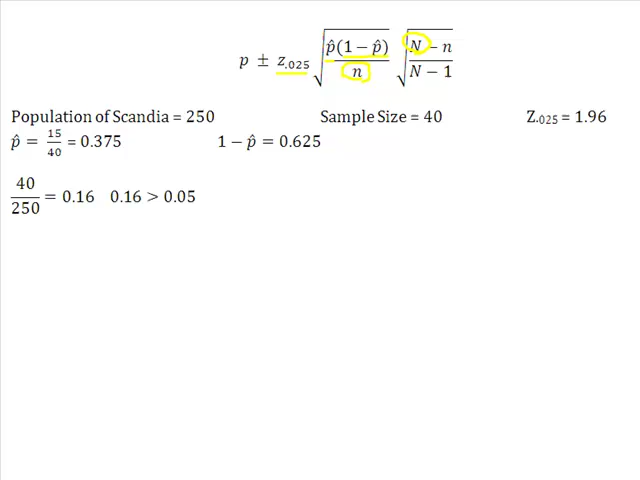 p ± z.025 √(p̂(1 − p̂)/n) √((N − n)/(N − 1))
Population of Scandia = 250 Sample Size = 40 Z.025 = 1.96
p̂ = 15/40 = 0.375 1 − p̂ = 0.625
40/250 = 0.16 0.16 > 0.05